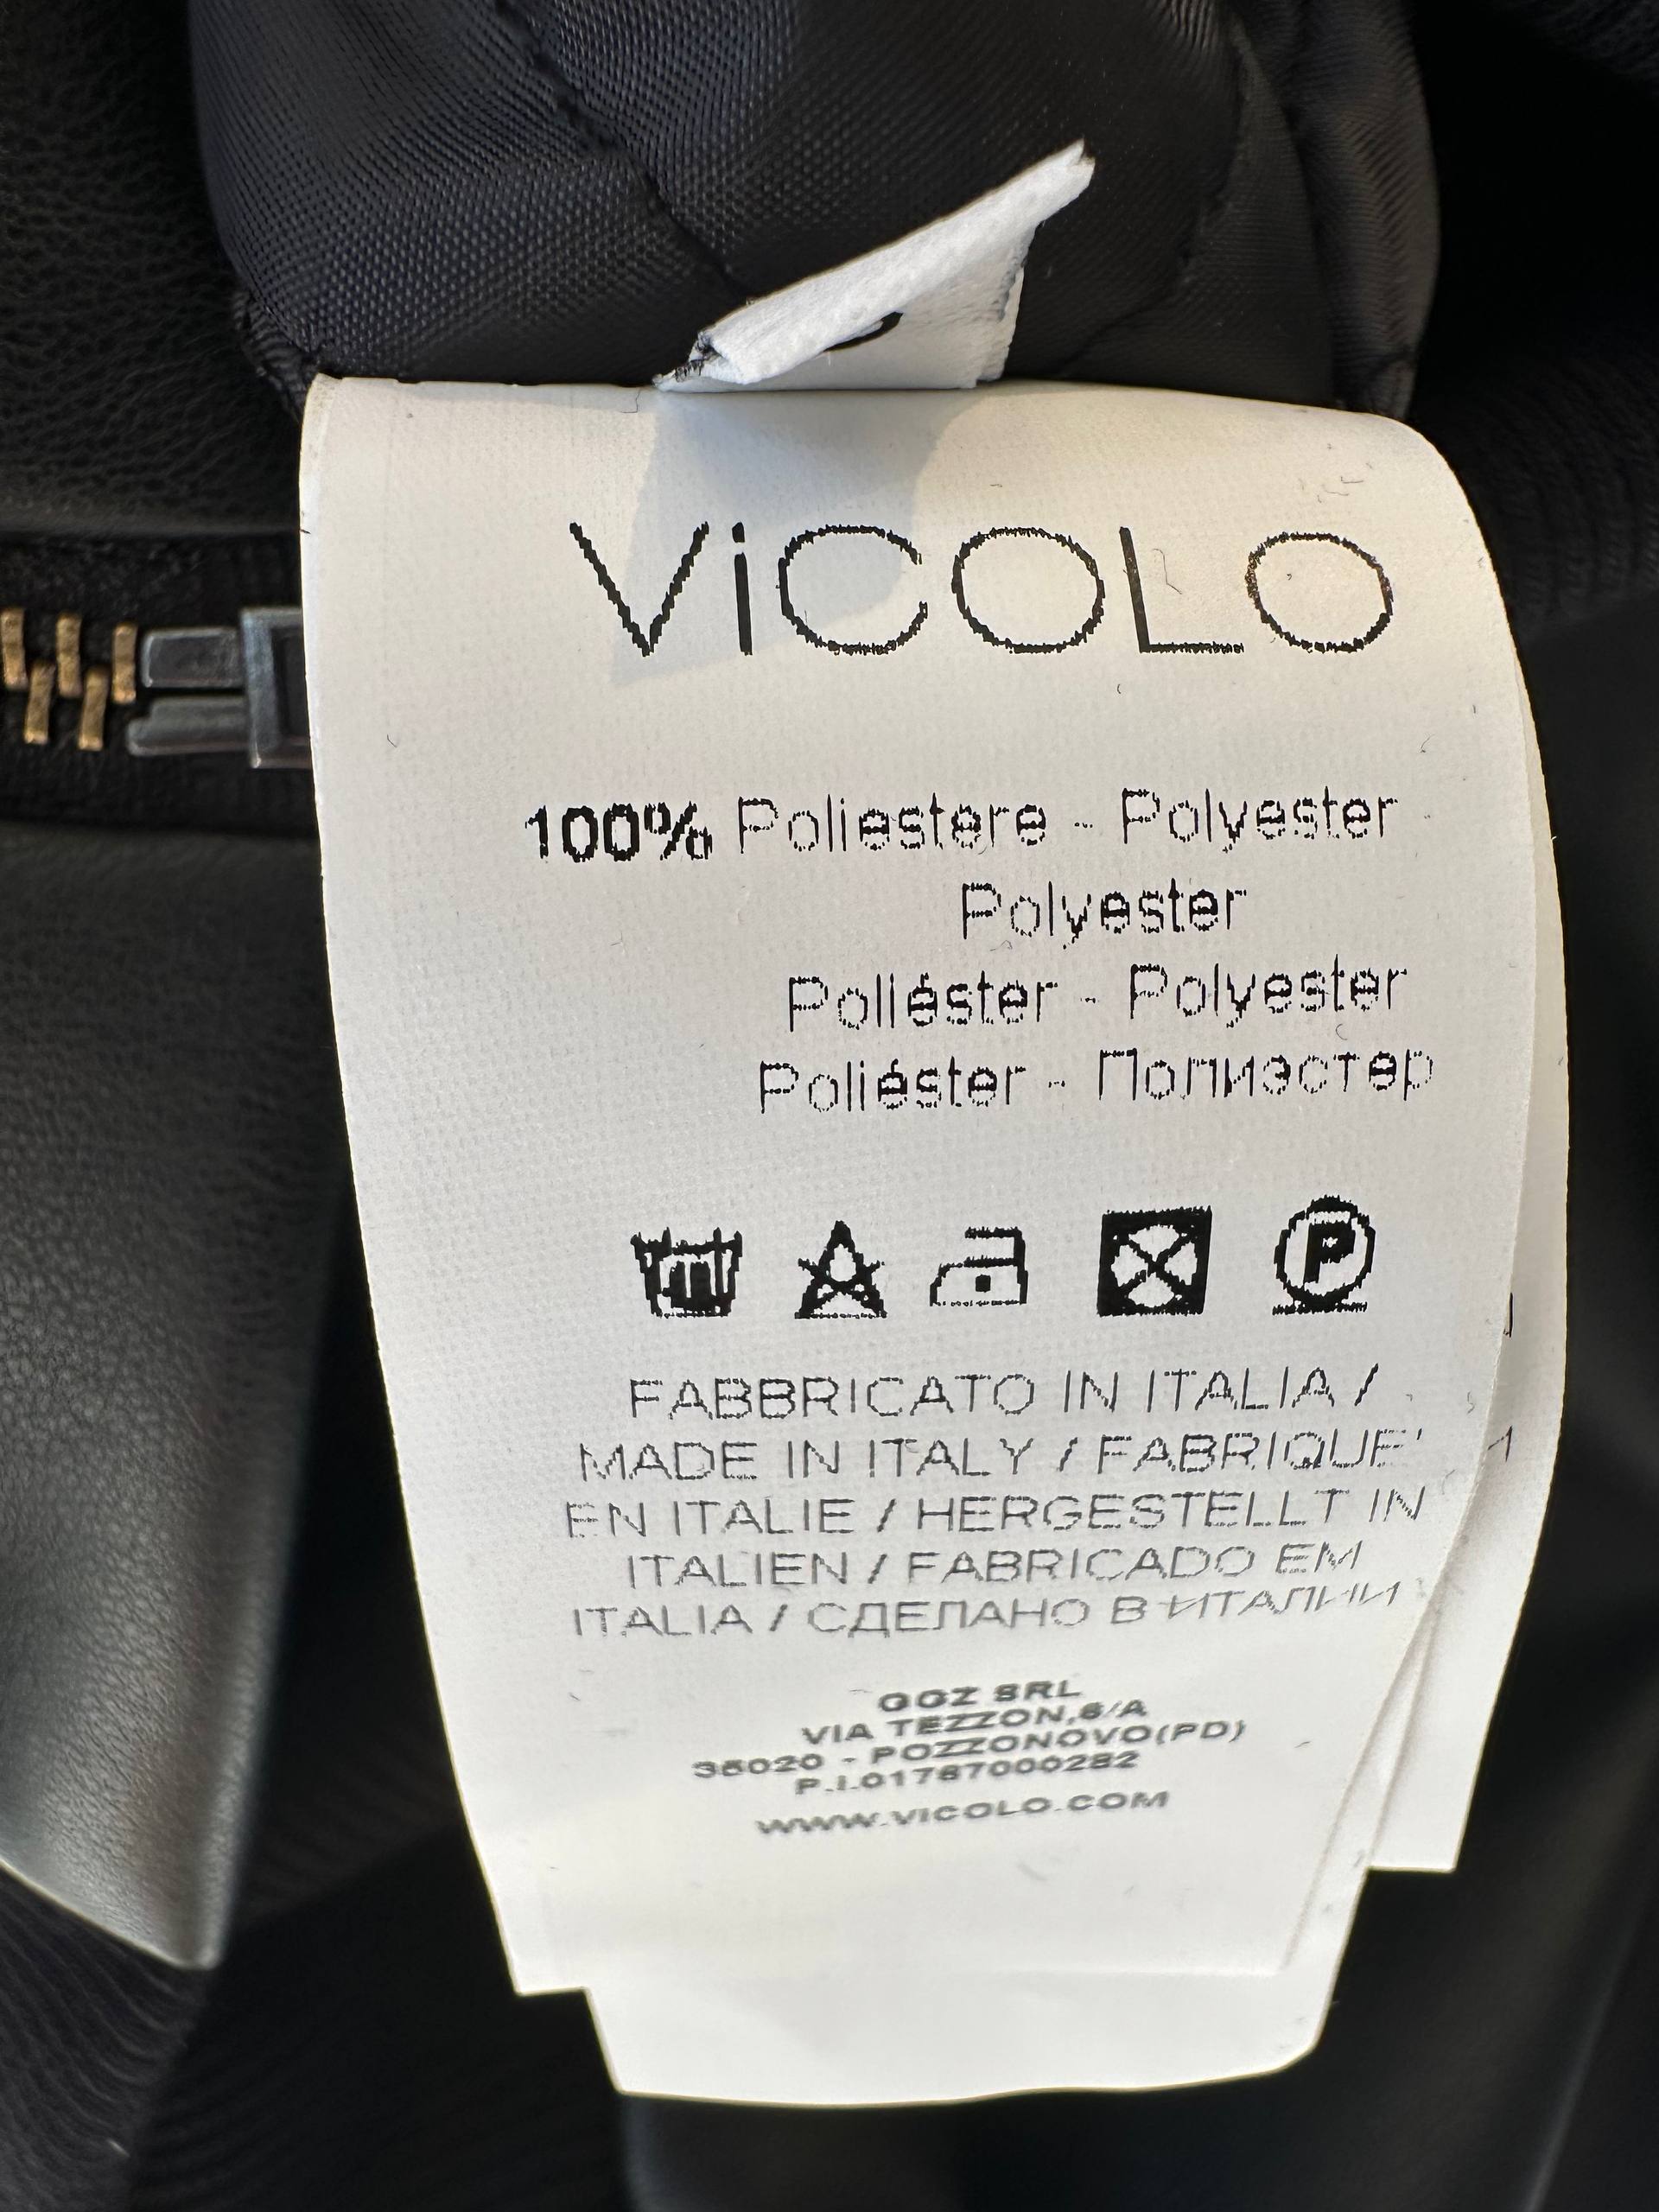 ViCOLO
100% Poliestere - Polyester
Polyester
Poliéster - Polyester
Poliéster - Полиэстер
P
FABBRICATO IN ITALIA /
MADE IN ITALY / FABRIQUE'
EN ITALIE / HERGESTELLT IN
ITALIEN / FABRICADO EM
ITALIA / СДЕЛАНО В ИТАЛИИ
GGZ SRL
VIA TEZZON,6/A
35020 - POZZONOVO(PD)
P.I.01787000282
WWW.VICOLO.COM